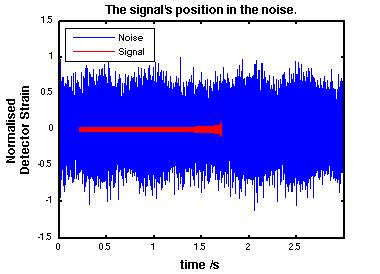 The signal's position in the noise.
1.5
Noise
Signal
1
0.5
0
-0.5
-1
-1.5
Normalised
Detector Strain
0 0.5 1 1.5 2 2.5
time /s